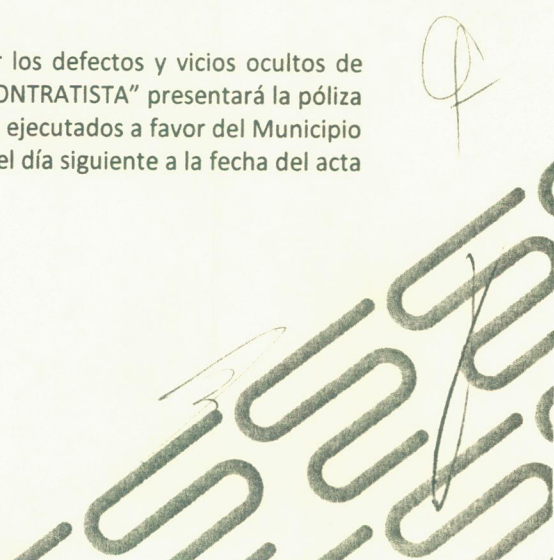 los defectos y vicios ocultos de
ONTRATISTA” presentará la póliza
ejecutados a favor del Municipio
el día siguiente a la fecha del acta